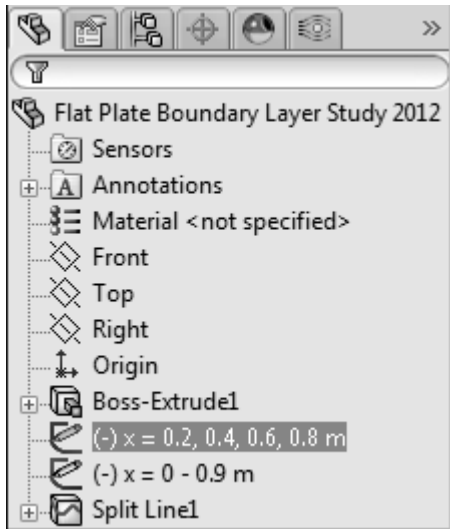 Flat Plate Boundary Layer Study 2012
Sensors
A Annotations
Material <not specified>
Front
Top
Right
Origin
Boss-Extrude1
(-) x = 0.2, 0.4, 0.6, 0.8 m
(-) x = 0 - 0.9 m
Split Line1